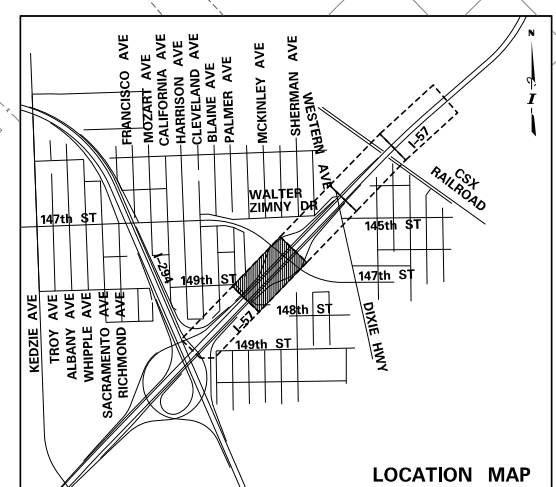 N
FRANCISCO AVE
MOZART AVE
CALIFORNIA AVE
HARRISON AVE
CLEVELAND AVE
BLAINE AVE
PALMER AVE
MCKINLEY AVE
SHERMAN AVE
WESTERN AVE
I-57
CSX
RAILROAD
WALTER
ZIMNY DR
147th ST
145th ST
I-294
149th ST
147th ST
148th ST
I-57
149th ST
DIXIE HWY
KEDZIE AVE
TROY AVE
ALBANY AVE
WHIPPLE AVE
SACRAMENTO AVE
RICHMOND AVE
LOCATION MAP